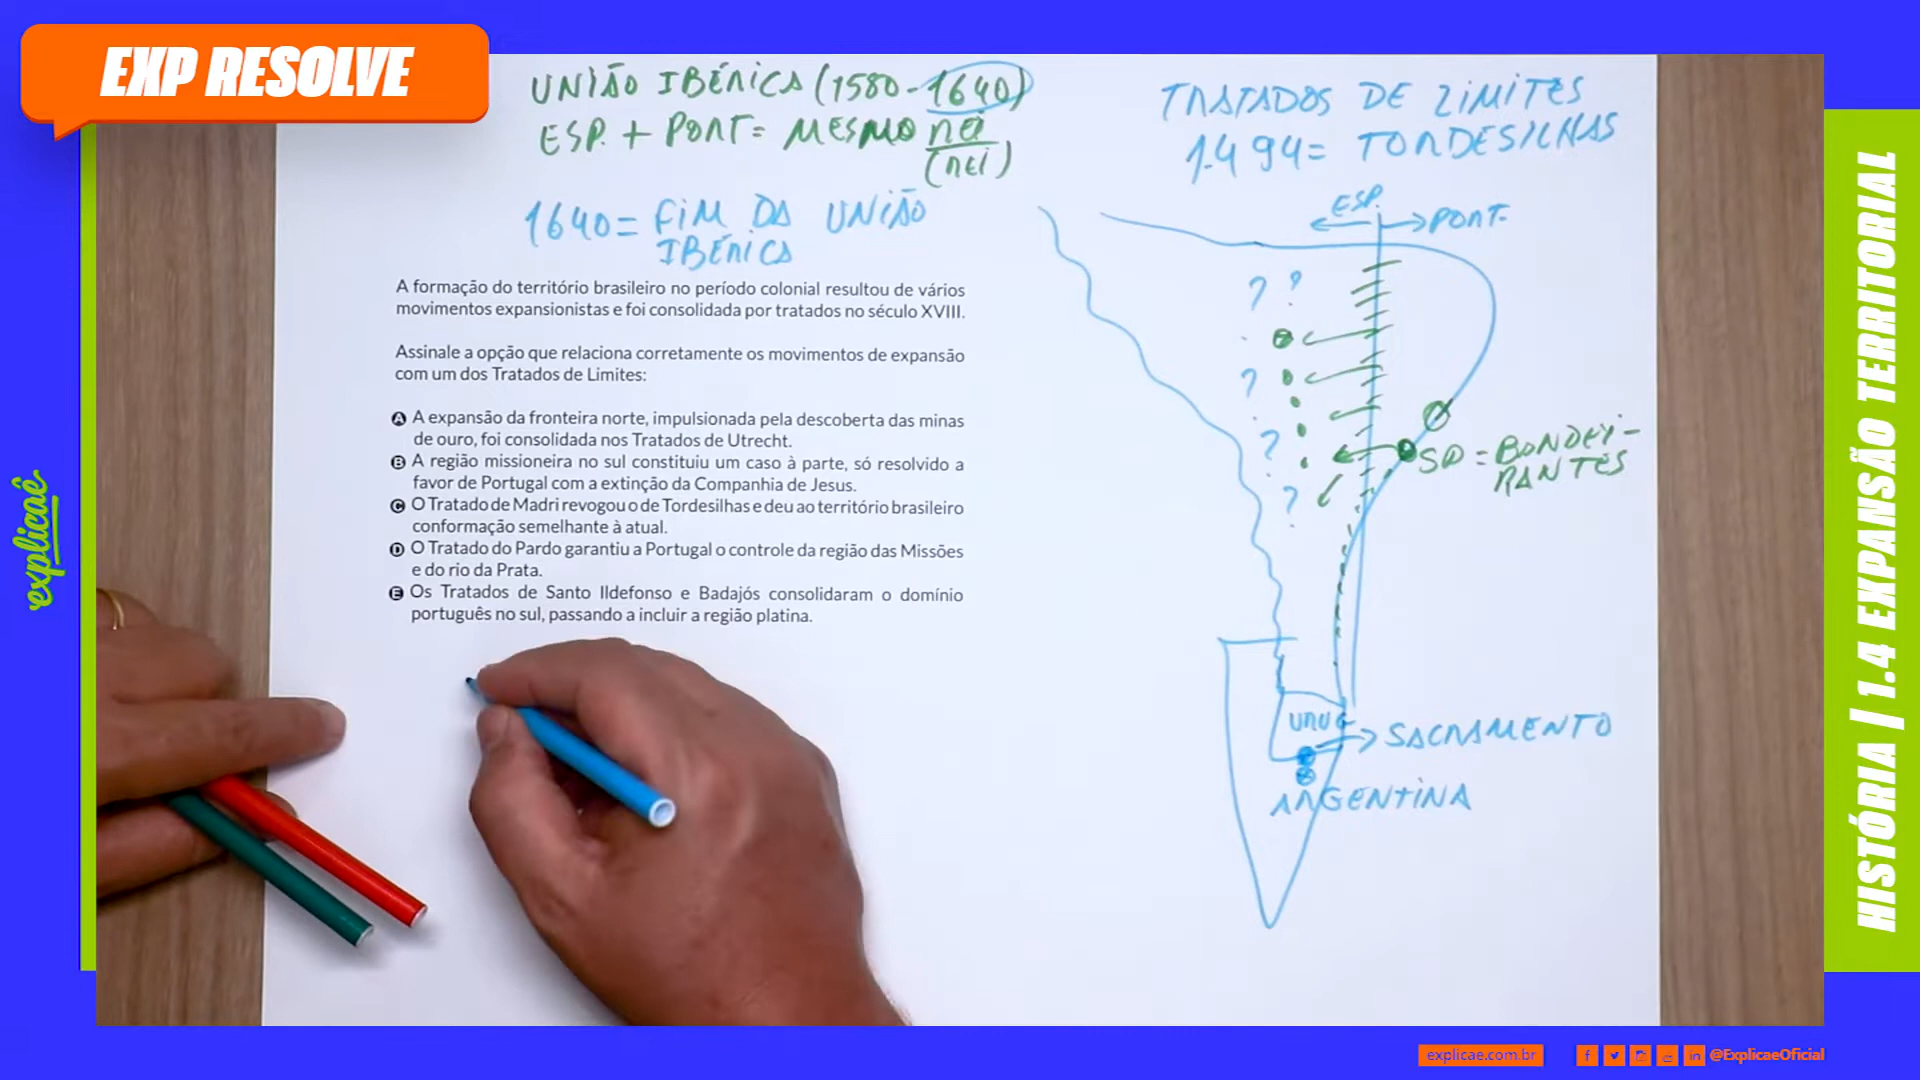 EXP RESOLVE
UNIÃO IBÉRICA (1580-1640)
ESP. + PORT = MESMO REI
(REI)
1640 = FIM DA UNIÃO
IBÉRICA
A formação do território brasileiro no período colonial resultou de vários
movimentos expansionistas e foi consolidada por tratados no século XVIII.
Assinale a opção que relaciona corretamente os movimentos de expansão
com um dos Tratados de Limites:
A A expansão da fronteira norte, impulsionada pela descoberta das minas
de ouro, foi consolidada nos Tratados de Utrecht.
B A região missioneira no sul constituiu um caso à parte, só resolvido a
favor de Portugal com a extinção da Companhia de Jesus.
C O Tratado de Madri revogou o de Tordesilhas e deu ao território brasileiro
conformação semelhante à atual.
D O Tratado do Pardo garantiu a Portugal o controle da região das Missões
e do rio da Prata.
E Os Tratados de Santo Ildefonso e Badajós consolidaram o domínio
português no sul, passando a incluir a região platina.
TRATADOS DE LIMITES
1494 = TORDESILHAS
ESP.
PORT.
? ?
?
?
?
SP = BANDEI-
RANTES
URUG
SACRAMENTO
ARGENTINA
explicaê
HISTÓRIA | 1.4 EXPANSÃO TERRITORIAL
explicae.com.br
@ExplicaeOficial